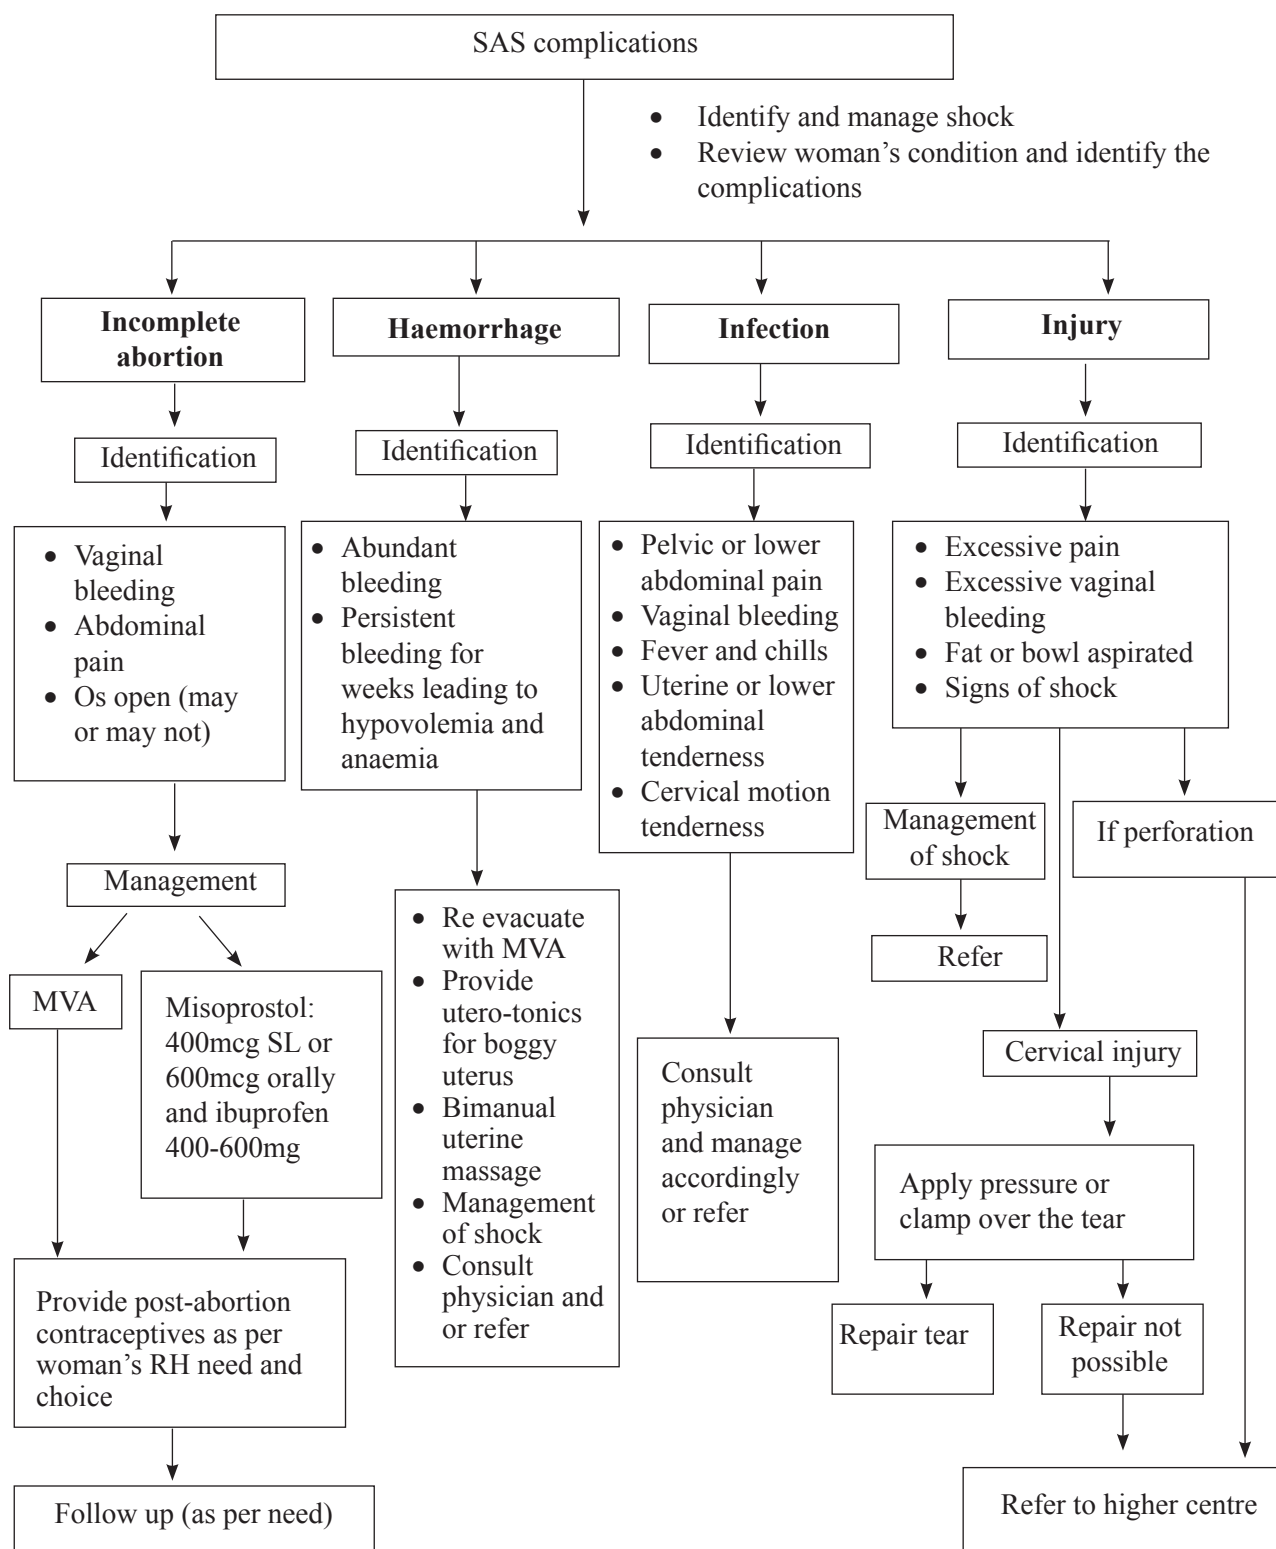 SAS complications
• Identify and manage shock
• Review woman's condition and identify the
complications
Incomplete
abortion
Haemorrhage
Infection
Injury
Identification
Identification
Identification
Identification
• Vaginal
bleeding
• Abdominal
pain
• Os open (may
or may not)
• Abundant
bleeding
• Persistent
bleeding for
weeks leading to
hypovolemia and
anaemia
• Pelvic or lower
abdominal pain
• Vaginal bleeding
• Fever and chills
• Uterine or lower
abdominal
tenderness
• Cervical motion
tenderness
• Excessive pain
• Excessive vaginal
bleeding
• Fat or bowl aspirated
• Signs of shock
Management
MVA
Misoprostol:
400mcg SL or
600mcg orally
and ibuprofen
400-600mg
Provide post-abortion
contraceptives as per
woman's RH need and
choice
Follow up (as per need)
• Re evacuate
with MVA
• Provide
utero-tonics
for boggy
uterus
• Bimanual
uterine
massage
• Management
of shock
• Consult
physician and
or refer
Consult
physician
and manage
accordingly
or refer
Management
of shock
Refer
If perforation
Cervical injury
Apply pressure or
clamp over the tear
Repair tear
Repair not
possible
Refer to higher centre